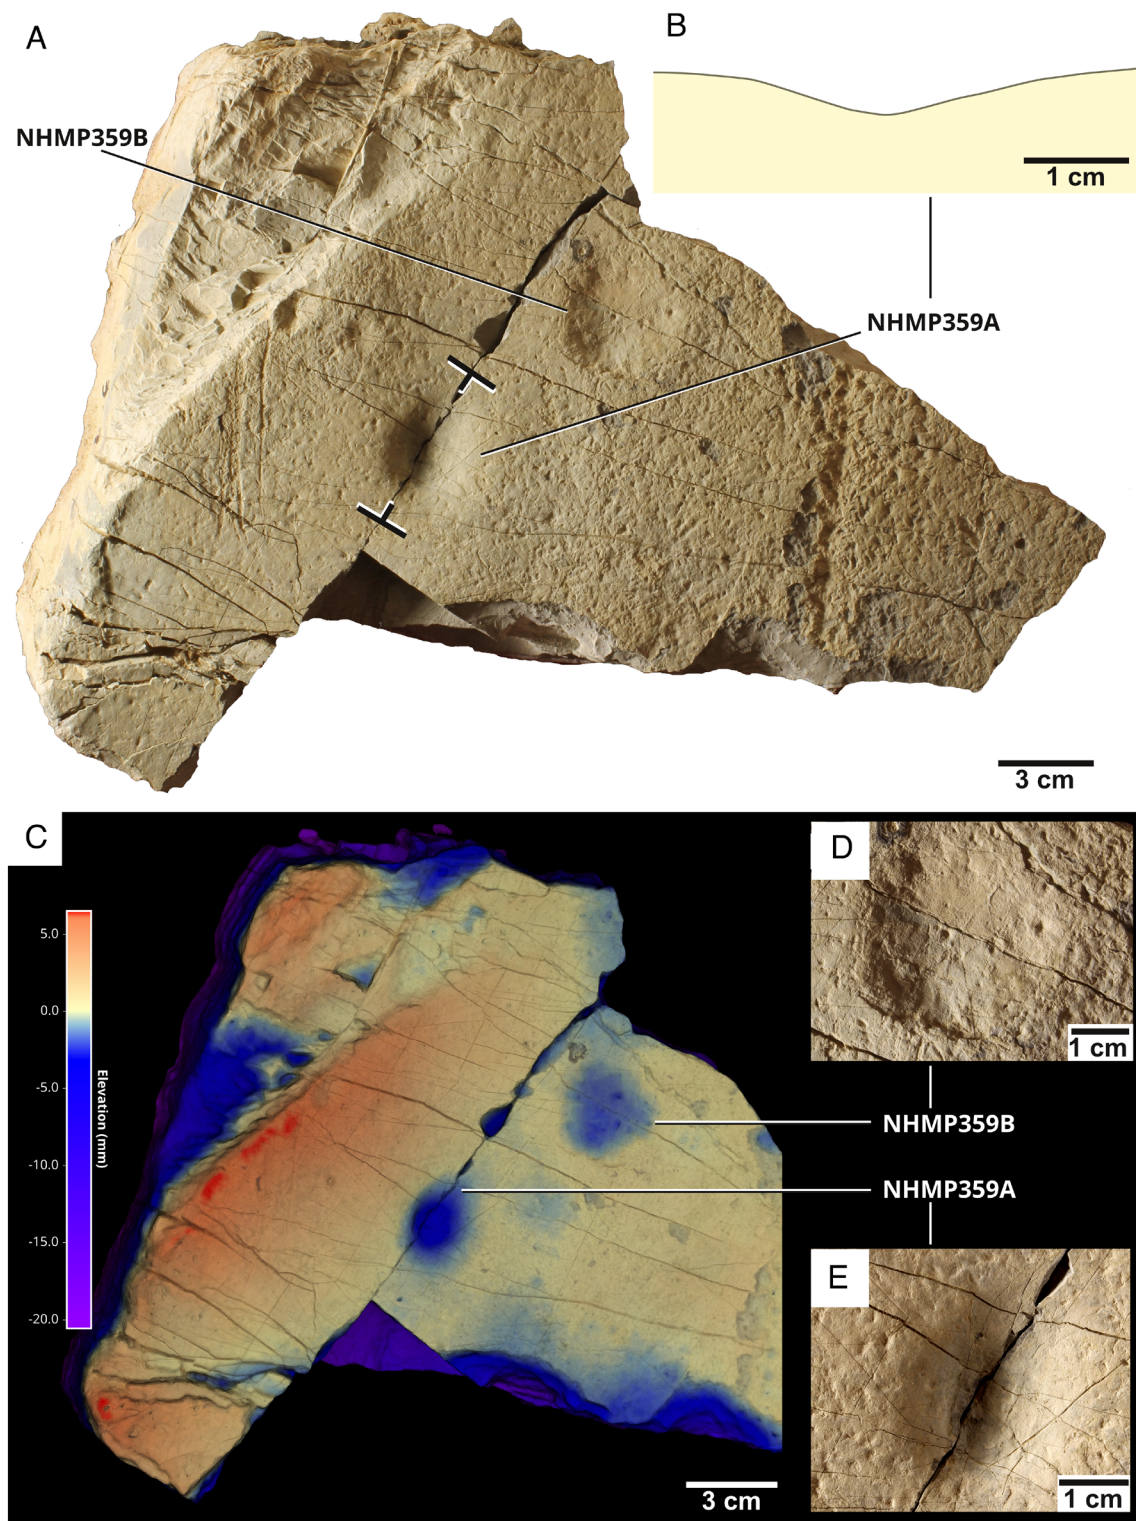 A
B
NHMP359B
1 cm
NHMP359A
3 cm
C
5.0
0.0
-5.0
-10.0
-15.0
-20.0
Elevation (mm)
D
1 cm
NHMP359B
NHMP359A
E
3 cm
1 cm